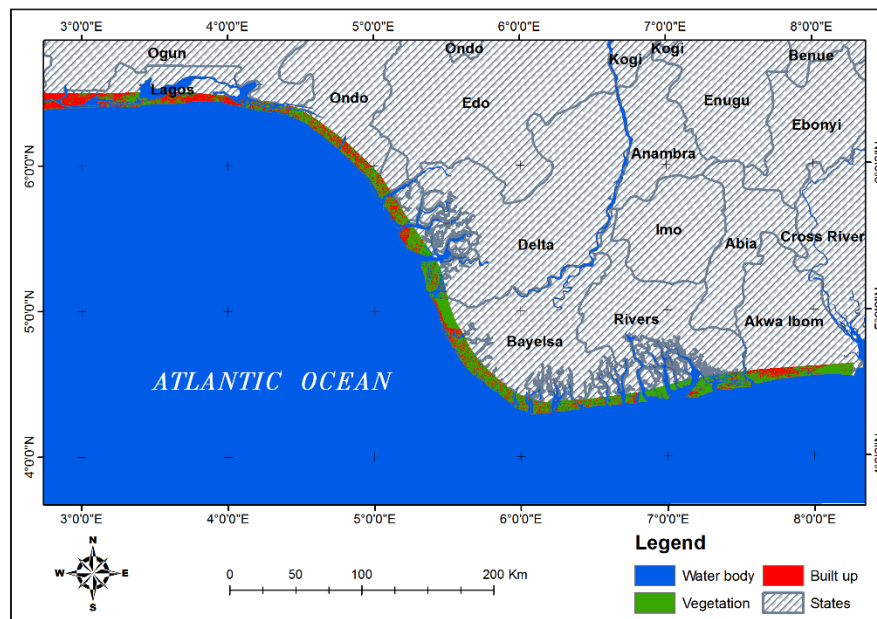 3°0'0"E 4°0'0"E 5°0'0"E 6°0'0"E 7°0'0"E 8°0'0"E
Ogun
Ondo
Kogi
Kogi
Benue
Lagos
Ondo
Edo
Enugu
Ebonyi
6°0'0"N
Anambra
Delta
Imo
Abia
Cross River
5°0'0"N
Bayelsa
Rivers
Akwa Ibom
ATLANTIC OCEAN
4°0'0"N
3°0'0"E 4°0'0"E 5°0'0"E 6°0'0"E 7°0'0"E 8°0'0"E
N
W E
S
0 50 100 200 Km
Legend
Water body Built up
Vegetation States